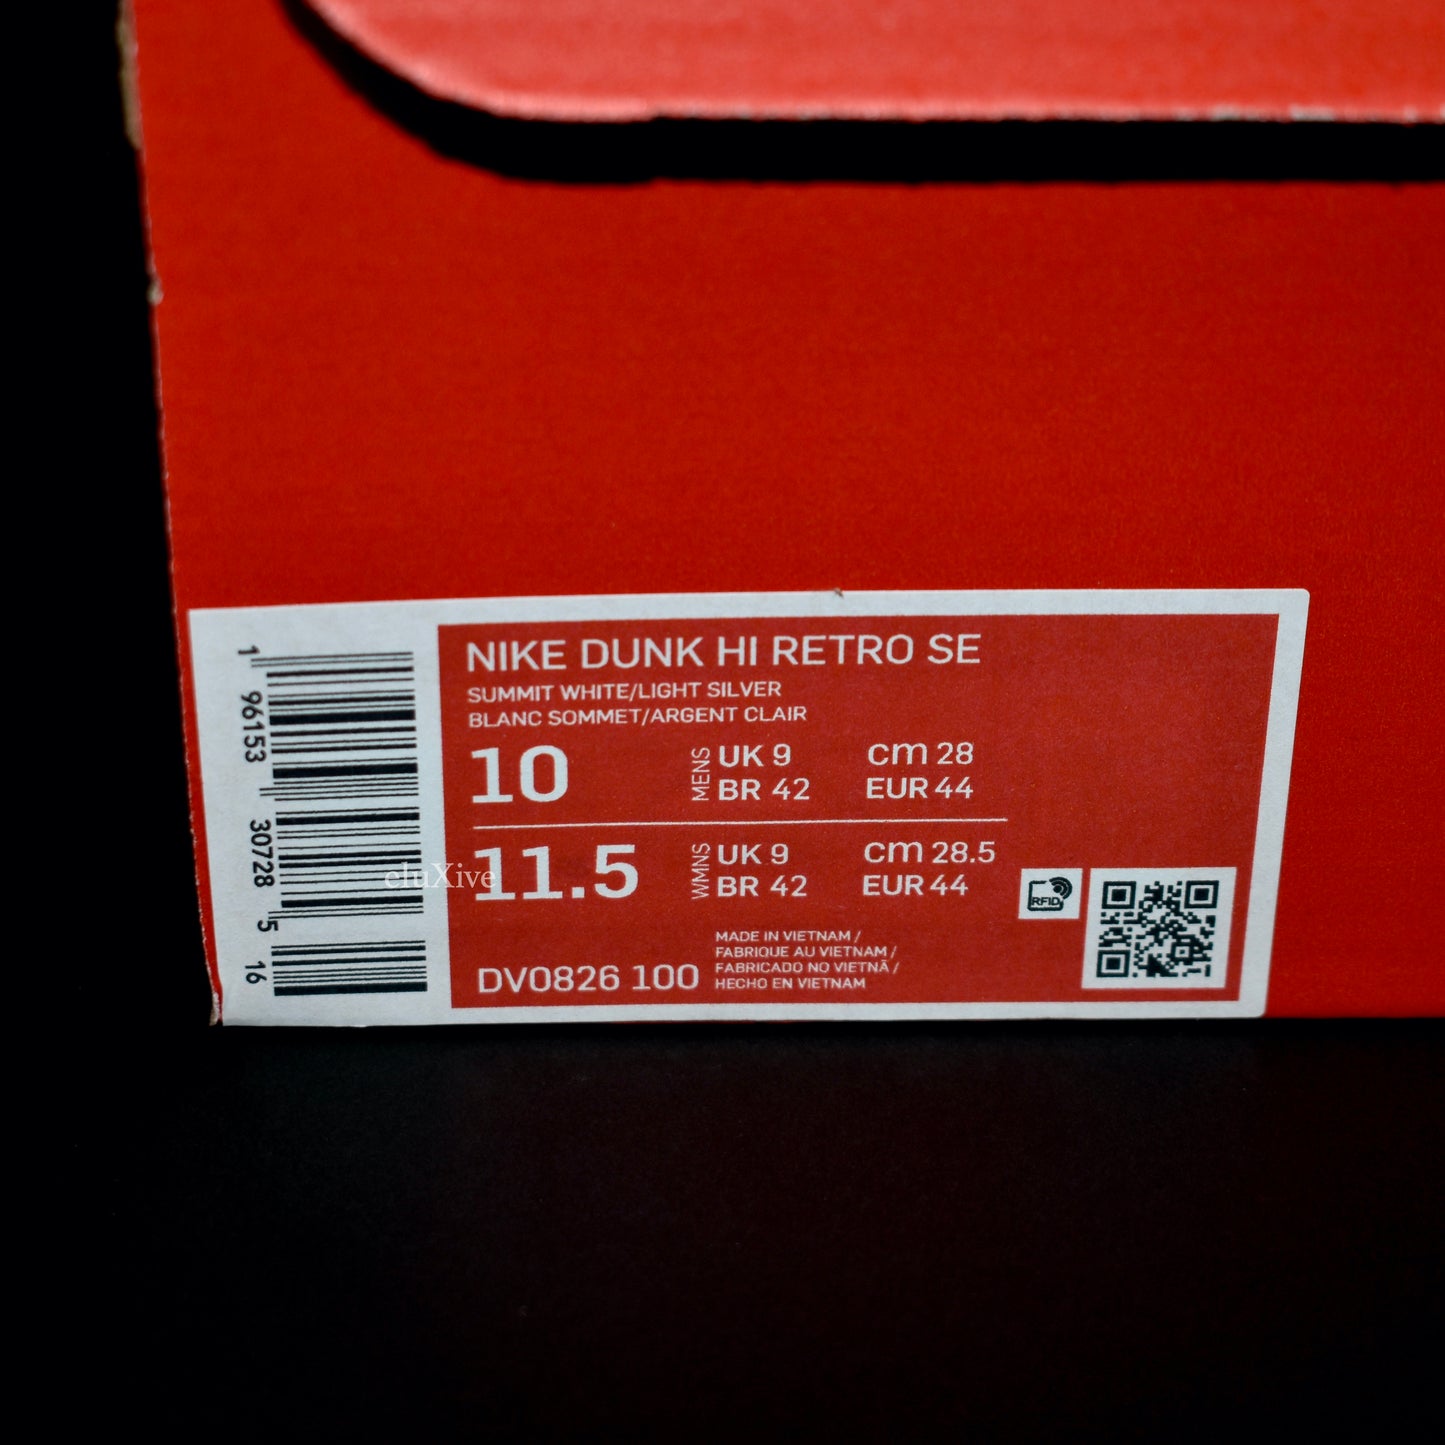 NIKE DUNK HI RETRO SE
SUMMIT WHITE/LIGHT SILVER
BLANC SOMMET/ARGENT CLAIR
10 MENS UK 9 cm 28
BR 42 EUR 44
11.5 WMNS UK 9 cm 28.5
BR 42 EUR 44
DV0826 100
MADE IN VIETNAM /
FABRIQUE AU VIETNAM /
FABRICADO NO VIETNÃ /
HECHO EN VIETNAM
RFID
1 96153 30728 5 16
eluXive